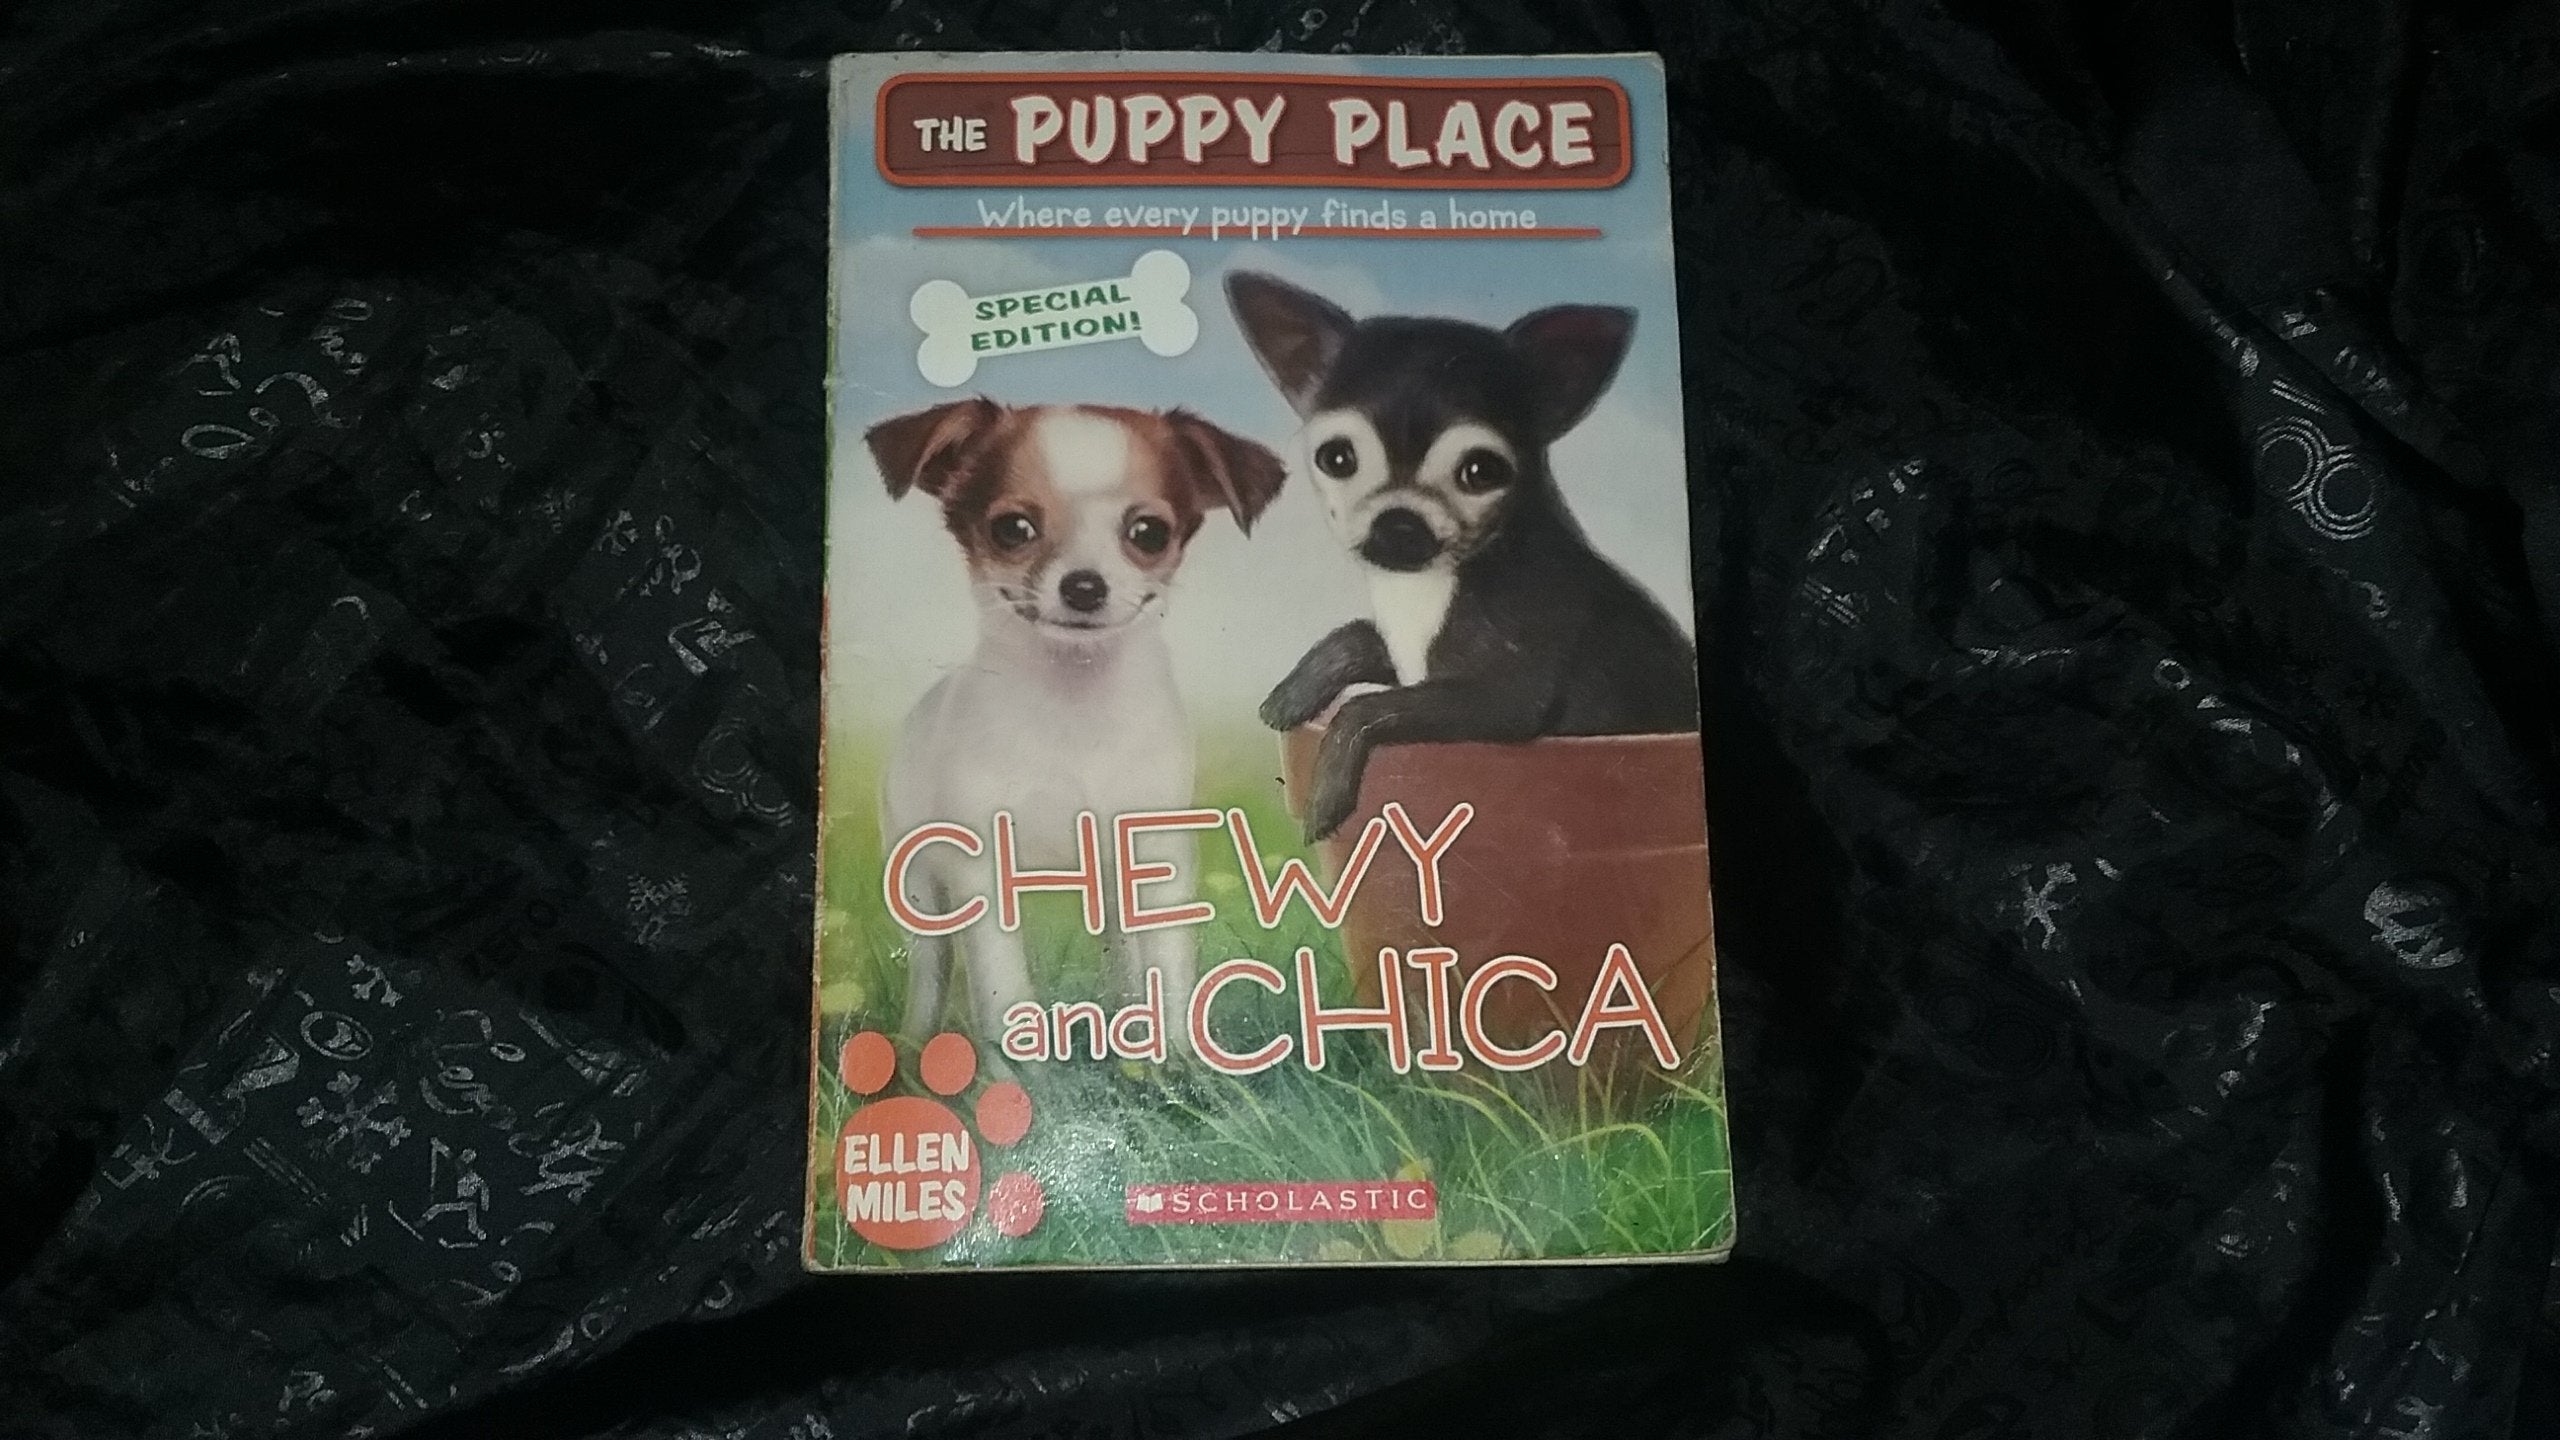 THE PUPPY PLACE
Where every puppy finds a home
SPECIAL
EDITION!
CHEWY
and CHICA
ELLEN
MILES
SCHOLASTIC